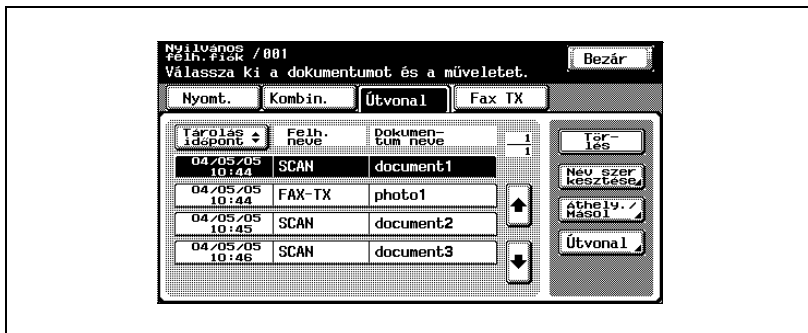 Nyilvános
felh.fiók /001
Válassza ki a dokumentumot és a műveletet.
Bezár
Nyomt. Kombin. Útvonal Fax TX
Tárolás
időpont
Felh.
neve
Dokumen-
tum neve
1
1
04/05/05
10:44
SCAN document1
04/05/05
10:44
FAX-TX photo1
04/05/05
10:45
SCAN document2
04/05/05
10:46
SCAN document3
Tör-
lés
Név szer
kesztése
Áthely./
Másol
Útvonal